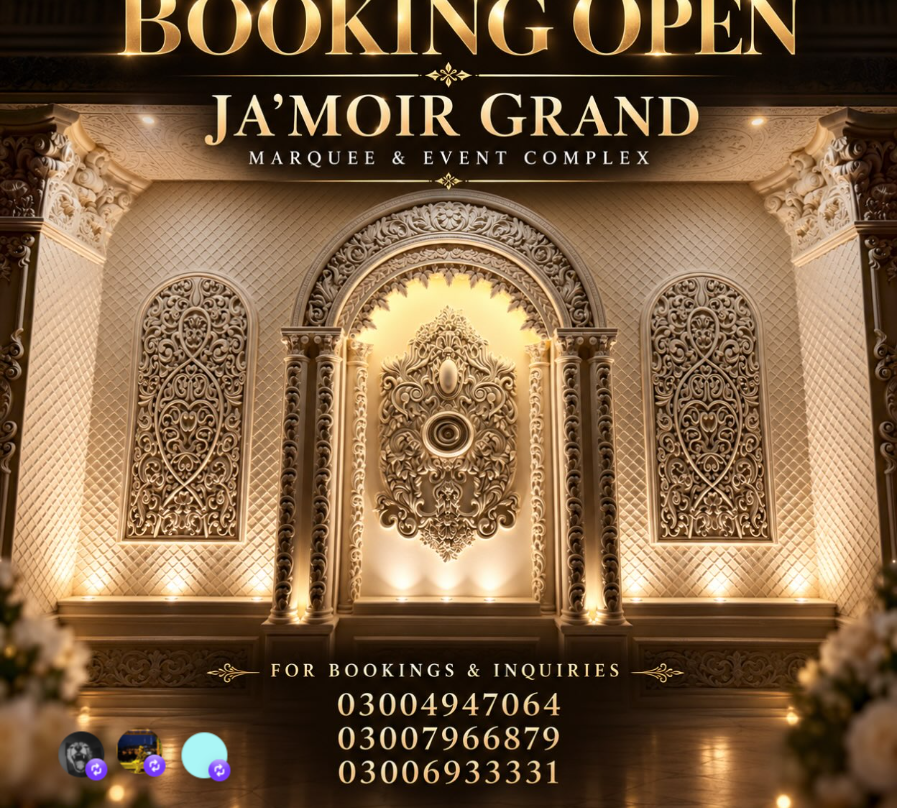 BOOKING OPEN
JA'MOIR GRAND
MARQUEE & EVENT COMPLEX
FOR BOOKINGS & INQUIRIES
03004947064
03007966879
03006933331